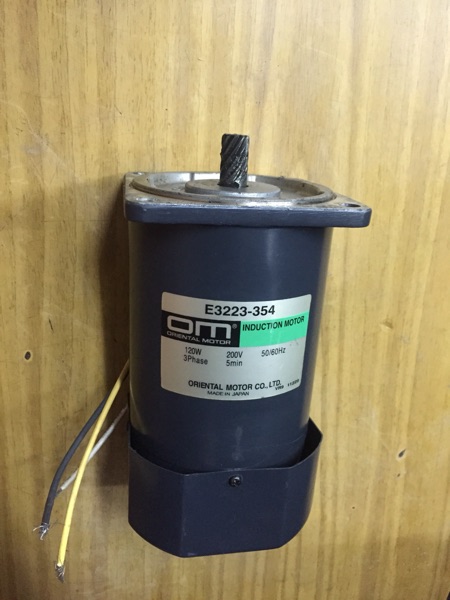 E3223-354
om® INDUCTION MOTOR
ORIENTAL MOTOR
120W 200V 50/60Hz
3Phase 5min
ORIENTAL MOTOR CO., LTD.
MADE IN JAPAN